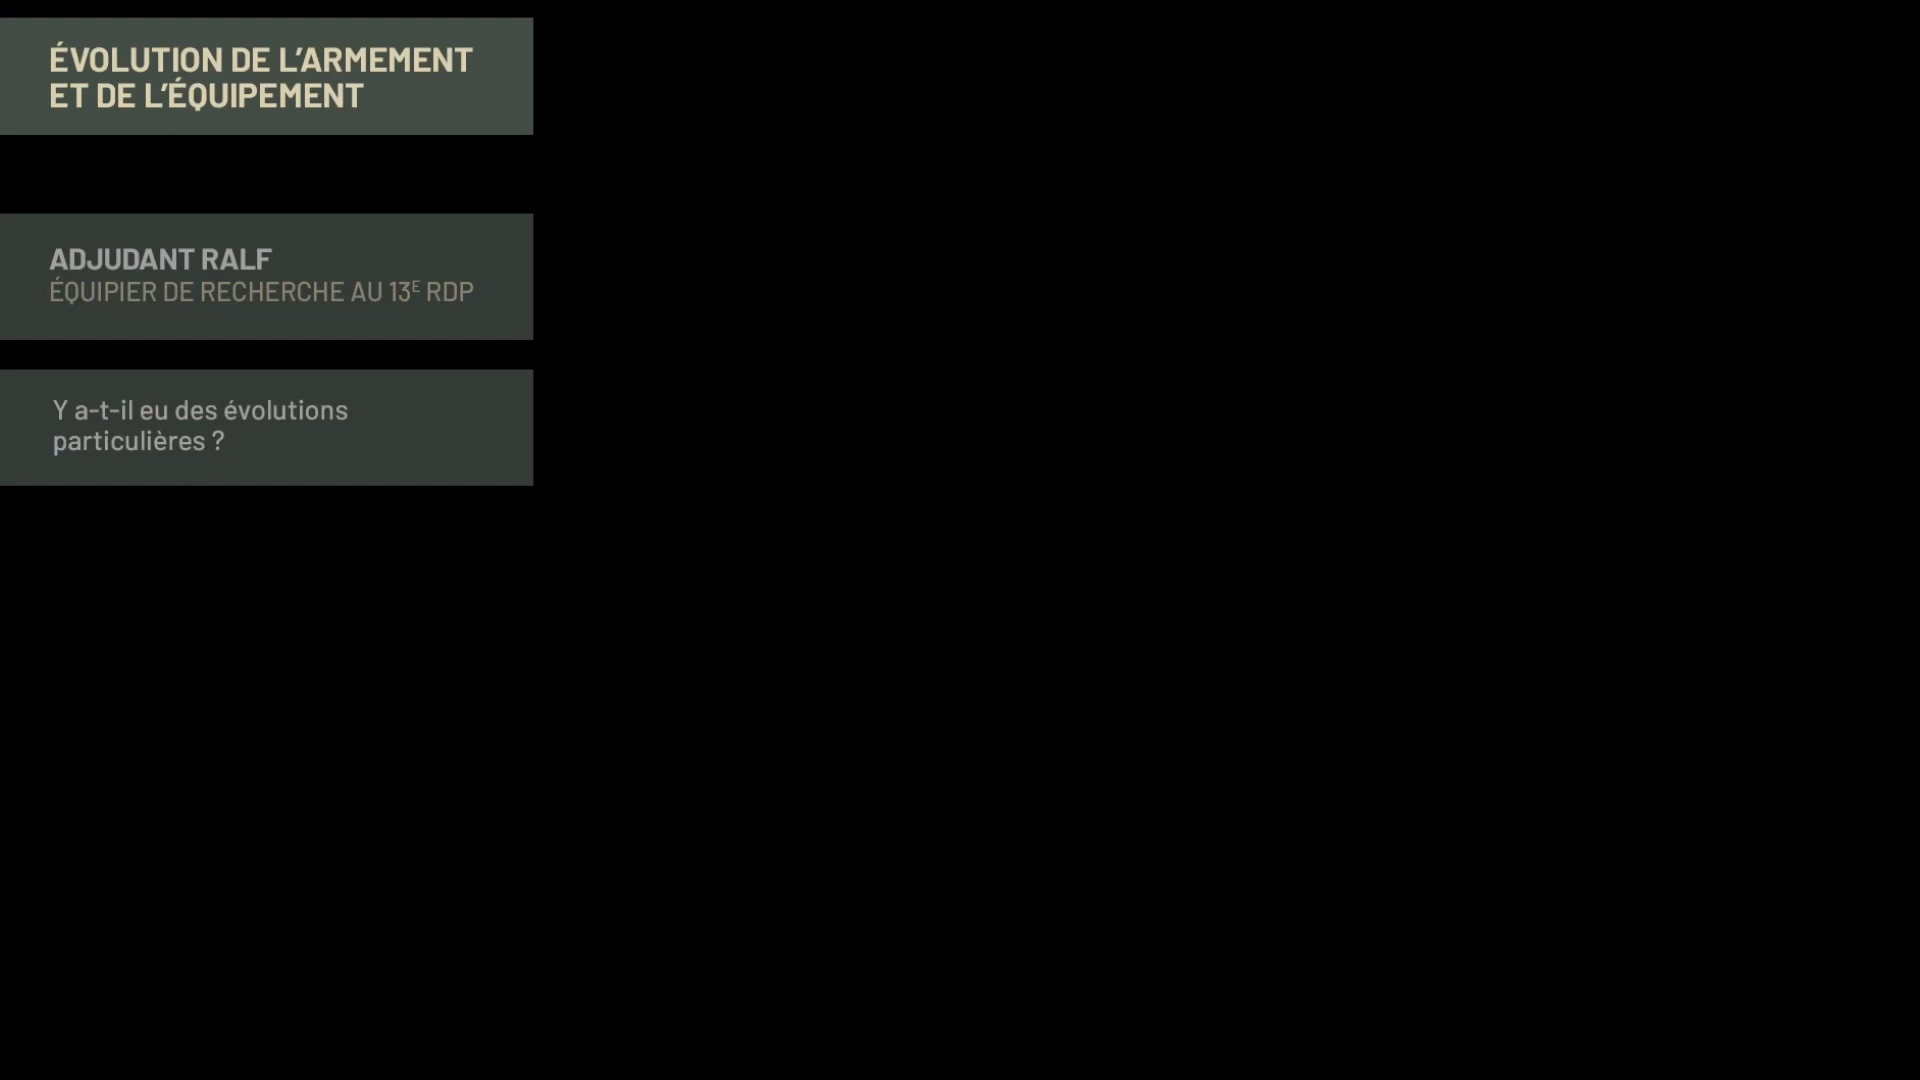 ÉVOLUTION DE L’ARMEMENT
ET DE L’ÉQUIPEMENT
ADJUDANT RALF
ÉQUIPIER DE RECHERCHE AU 13ᴱ RDP
Y a-t-il eu des évolutions
particulières ?